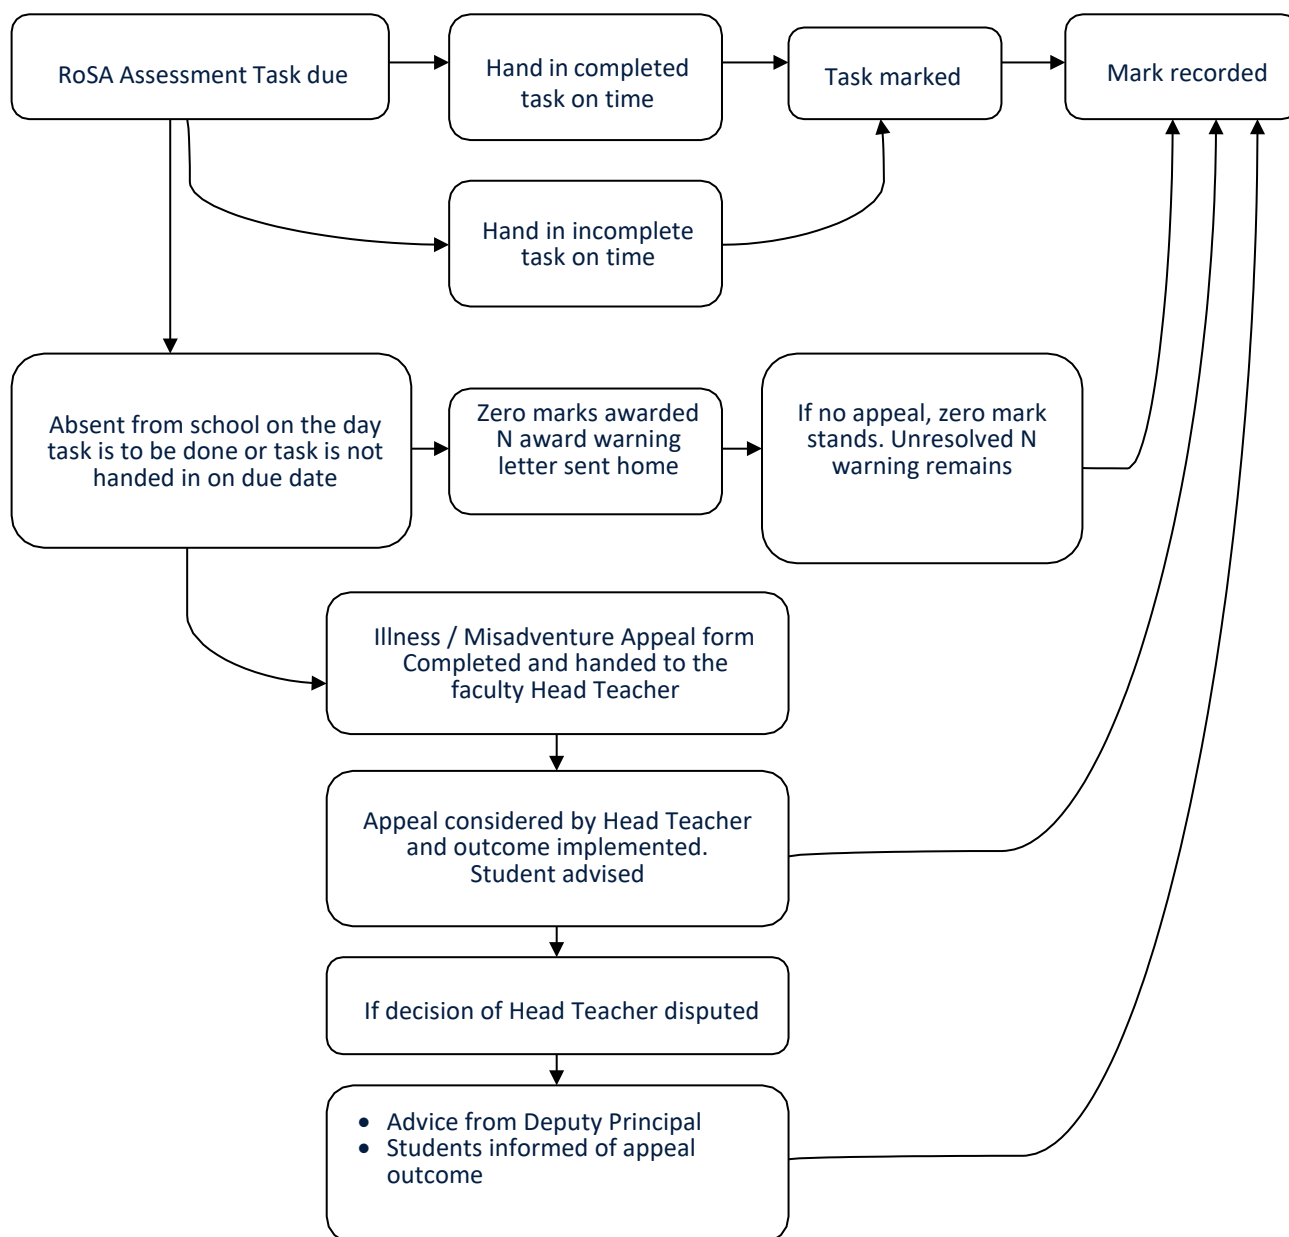 RoSA Assessment Task due
Hand in completed
task on time
Task marked
Mark recorded
Hand in incomplete
task on time
Absent from school on the day
task is to be done or task is not
handed in on due date
Zero marks awarded
N award warning
letter sent home
If no appeal, zero mark
stands. Unresolved N
warning remains
Illness / Misadventure Appeal form
Completed and handed to the
faculty Head Teacher
Appeal considered by Head Teacher
and outcome implemented.
Student advised
If decision of Head Teacher disputed
• Advice from Deputy Principal
• Students informed of appeal
outcome